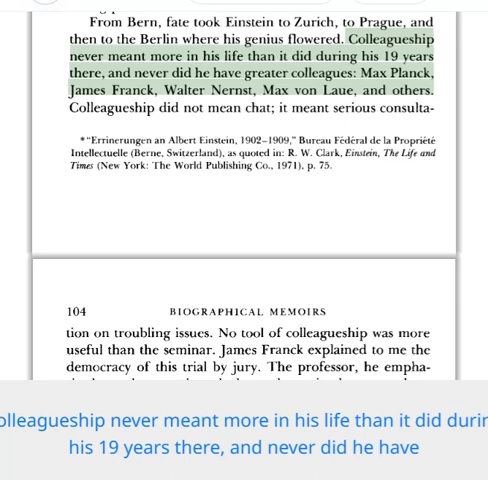 From Bern, fate took Einstein to Zurich, to Prague, and
then to the Berlin where his genius flowered. Colleagueship
never meant more in his life than it did during his 19 years
there, and never did he have greater colleagues: Max Planck,
James Franck, Walter Nernst, Max von Laue, and others.
Colleagueship did not mean chat; it meant serious consulta-
*“Errinerungen an Albert Einstein, 1902–1909,” Bureau Fédéral de la Propriété
Intellectuelle (Berne, Switzerland), as quoted in: R. W. Clark, Einstein, The Life and
Times (New York: The World Publishing Co., 1971), p. 75.
104 BIOGRAPHICAL MEMOIRS
tion on troubling issues. No tool of colleagueship was more
useful than the seminar. James Franck explained to me the
democracy of this trial by jury. The professor, he empha-
olleagueship never meant more in his life than it did durin
his 19 years there, and never did he have